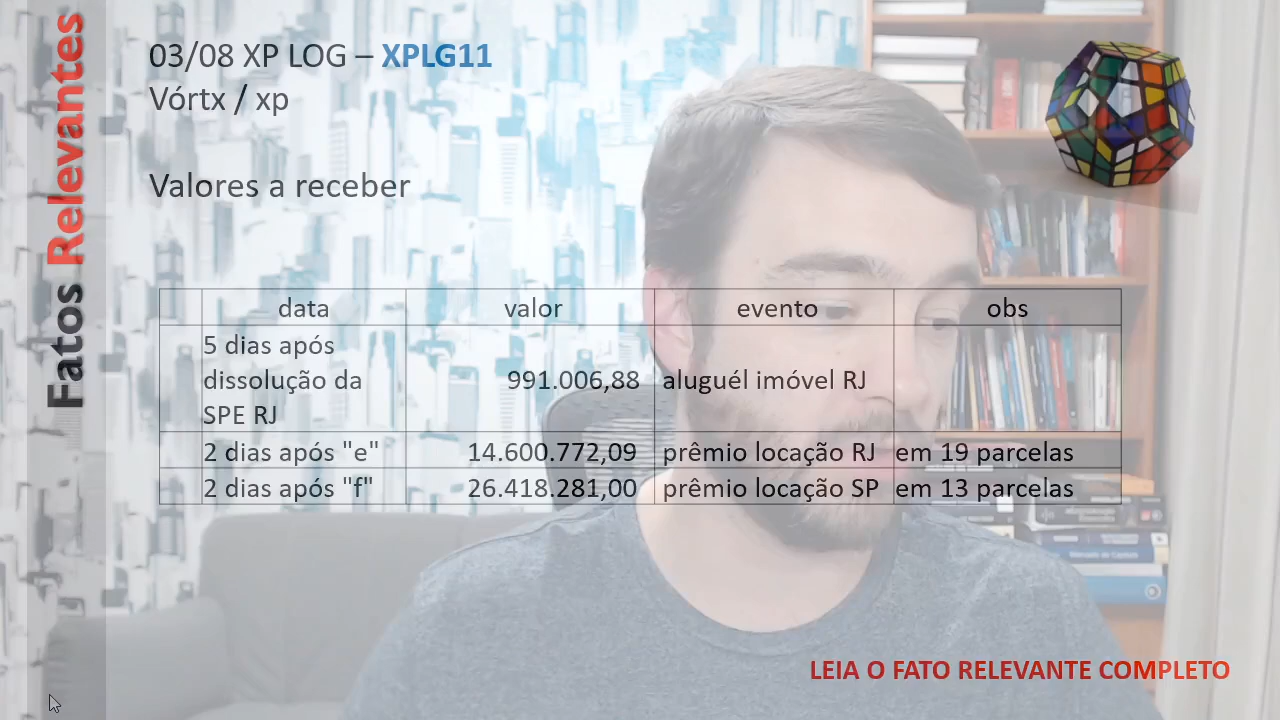 Fatos Relevantes
03/08 XP LOG – XPLG11
Vórtx / xp
Valores a receber
data valor evento obs
5 dias após
dissolução da
SPE RJ
991.006,88 aluguél imóvel RJ
2 dias após "e" 14.600.772,09 prêmio locação RJ em 19 parcelas
2 dias após "f" 26.418.281,00 prêmio locação SP em 13 parcelas
LEIA O FATO RELEVANTE COMPLETO